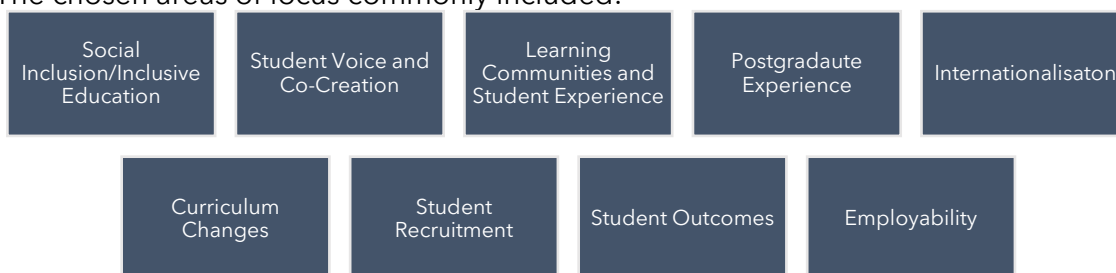 The chosen areas of focus commonly included:
Social
Inclusion/Inclusive
Education
Student Voice and
Co-Creation
Learning
Communities and
Student Experience
Postgradaute
Experience
Internationalisaton
Curriculum
Changes
Student
Recruitment
Student Outcomes
Employability